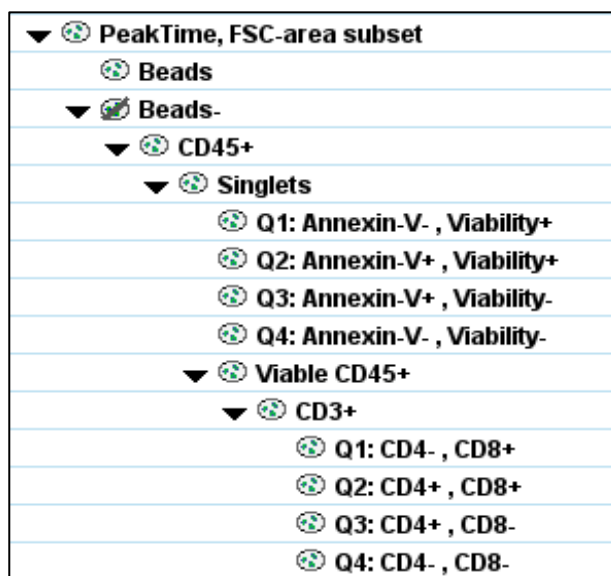 PeakTime, FSC-area subset
Beads
Beads-
CD45+
Singlets
Q1: Annexin-V- , Viability+
Q2: Annexin-V+ , Viability+
Q3: Annexin-V+ , Viability-
Q4: Annexin-V- , Viability-
Viable CD45+
CD3+
Q1: CD4- , CD8+
Q2: CD4+ , CD8+
Q3: CD4+ , CD8-
Q4: CD4- , CD8-